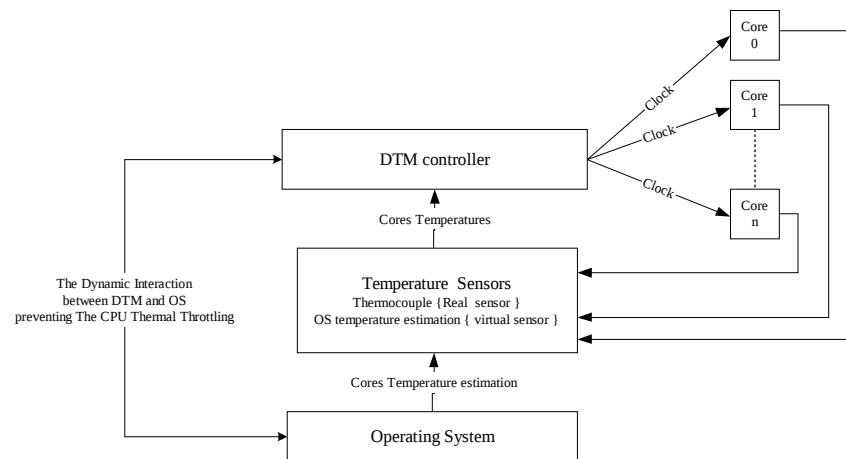 Core
0
Clock
Core
1
Clock
DTM controller
Clock
Core
n
Cores Temperatures
The Dynamic Interaction
between DTM and OS
preventing The CPU Thermal Throttling
Temperature Sensors
Thermocouple {Real sensor }
OS temperature estimation { virtual sensor }
Cores Temperature estimation
Operating System